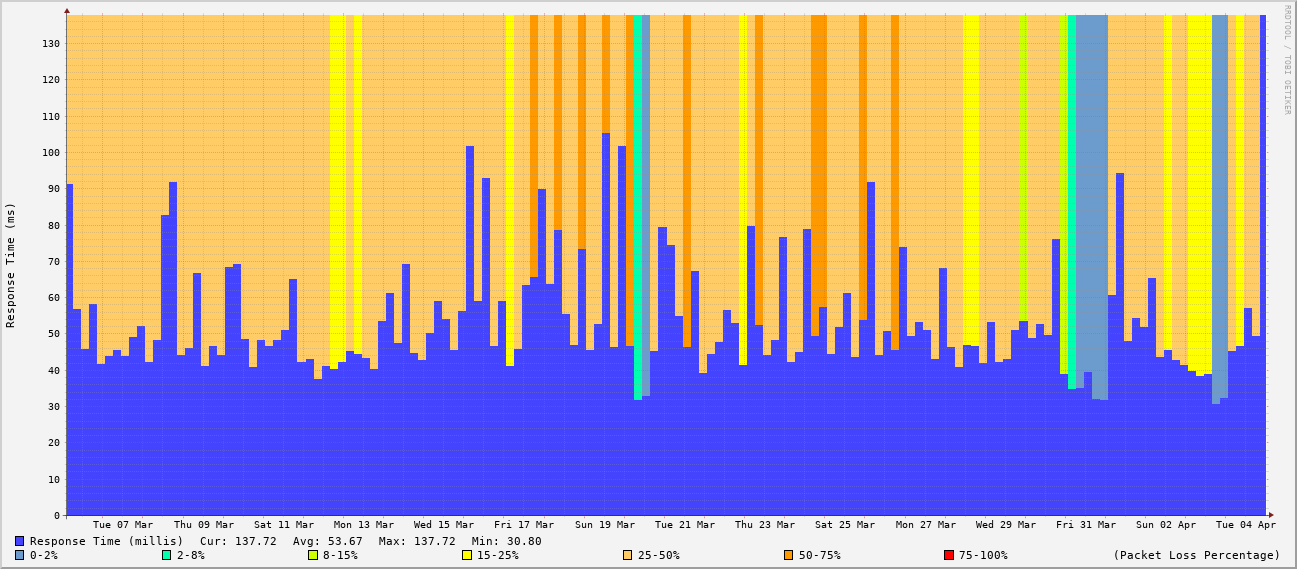 RRDTOOL / TOBI OETIKER
Response Time (ms)
130
120
110
100
90
80
70
60
50
40
30
20
10
0
Tue 07 Mar Thu 09 Mar Sat 11 Mar Mon 13 Mar Wed 15 Mar Fri 17 Mar Sun 19 Mar Tue 21 Mar Thu 23 Mar Sat 25 Mar Mon 27 Mar Wed 29 Mar Fri 31 Mar Sun 02 Apr Tue 04 Apr
Response Time (millis) Cur: 137.72 Avg: 53.67 Max: 137.72 Min: 30.80
0-2% 2-8% 8-15% 15-25% 25-50% 50-75% 75-100% (Packet Loss Percentage)